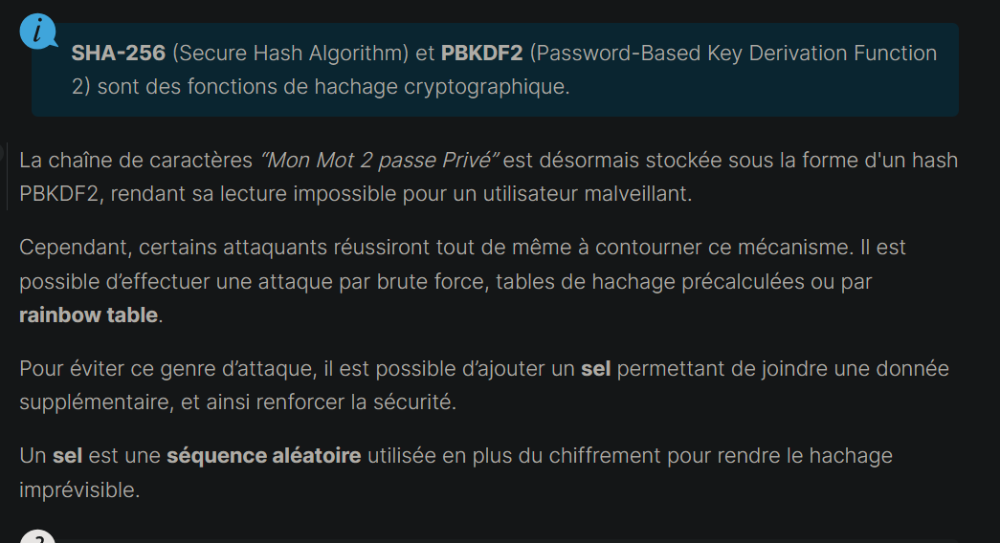 i
SHA-256 (Secure Hash Algorithm) et PBKDF2 (Password-Based Key Derivation Function
2) sont des fonctions de hachage cryptographique.
La chaîne de caractères “Mon Mot 2 passe Privé” est désormais stockée sous la forme d'un hash
PBKDF2, rendant sa lecture impossible pour un utilisateur malveillant.
Cependant, certains attaquants réussiront tout de même à contourner ce mécanisme. Il est
possible d’effectuer une attaque par brute force, tables de hachage précalculées ou par
rainbow table.
Pour éviter ce genre d’attaque, il est possible d’ajouter un sel permettant de joindre une donnée
supplémentaire, et ainsi renforcer la sécurité.
Un sel est une séquence aléatoire utilisée en plus du chiffrement pour rendre le hachage
imprévisible.
?